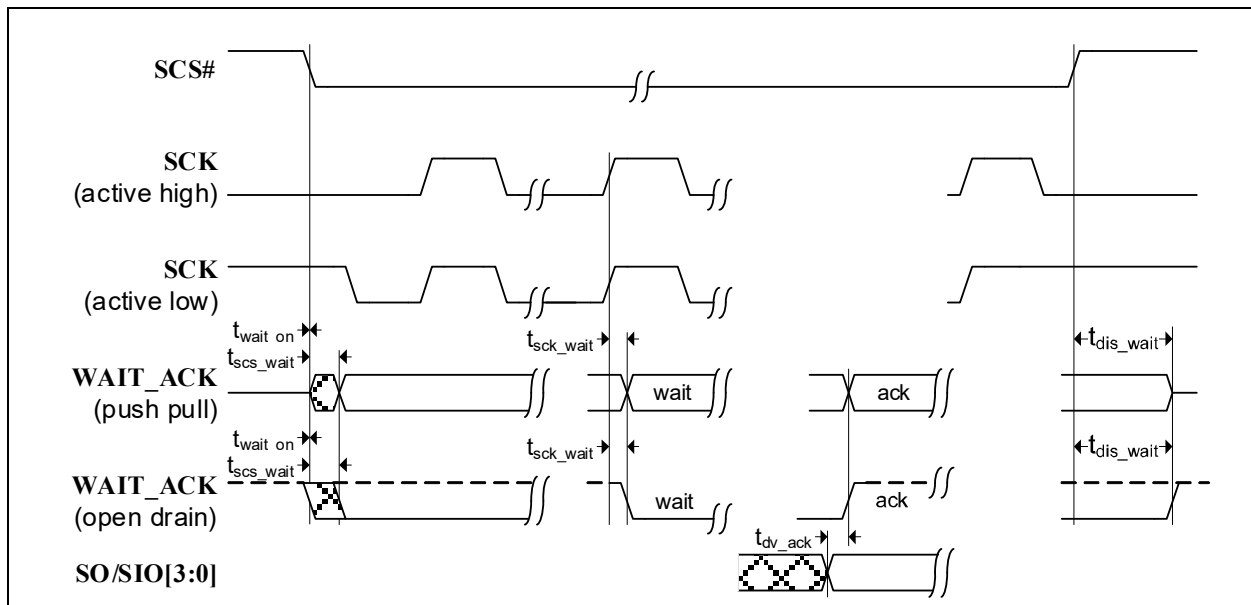 SCS#
SCK
(active high)
SCK
(active low)
t_wait on
t_scs_wait
t_sck_wait
t_dis_wait
WAIT_ACK
(push pull)
wait
ack
t_wait on
t_scs_wait
t_sck_wait
t_dis_wait
WAIT_ACK
(open drain)
wait
ack
t_dv_ack
SO/SIO[3:0]